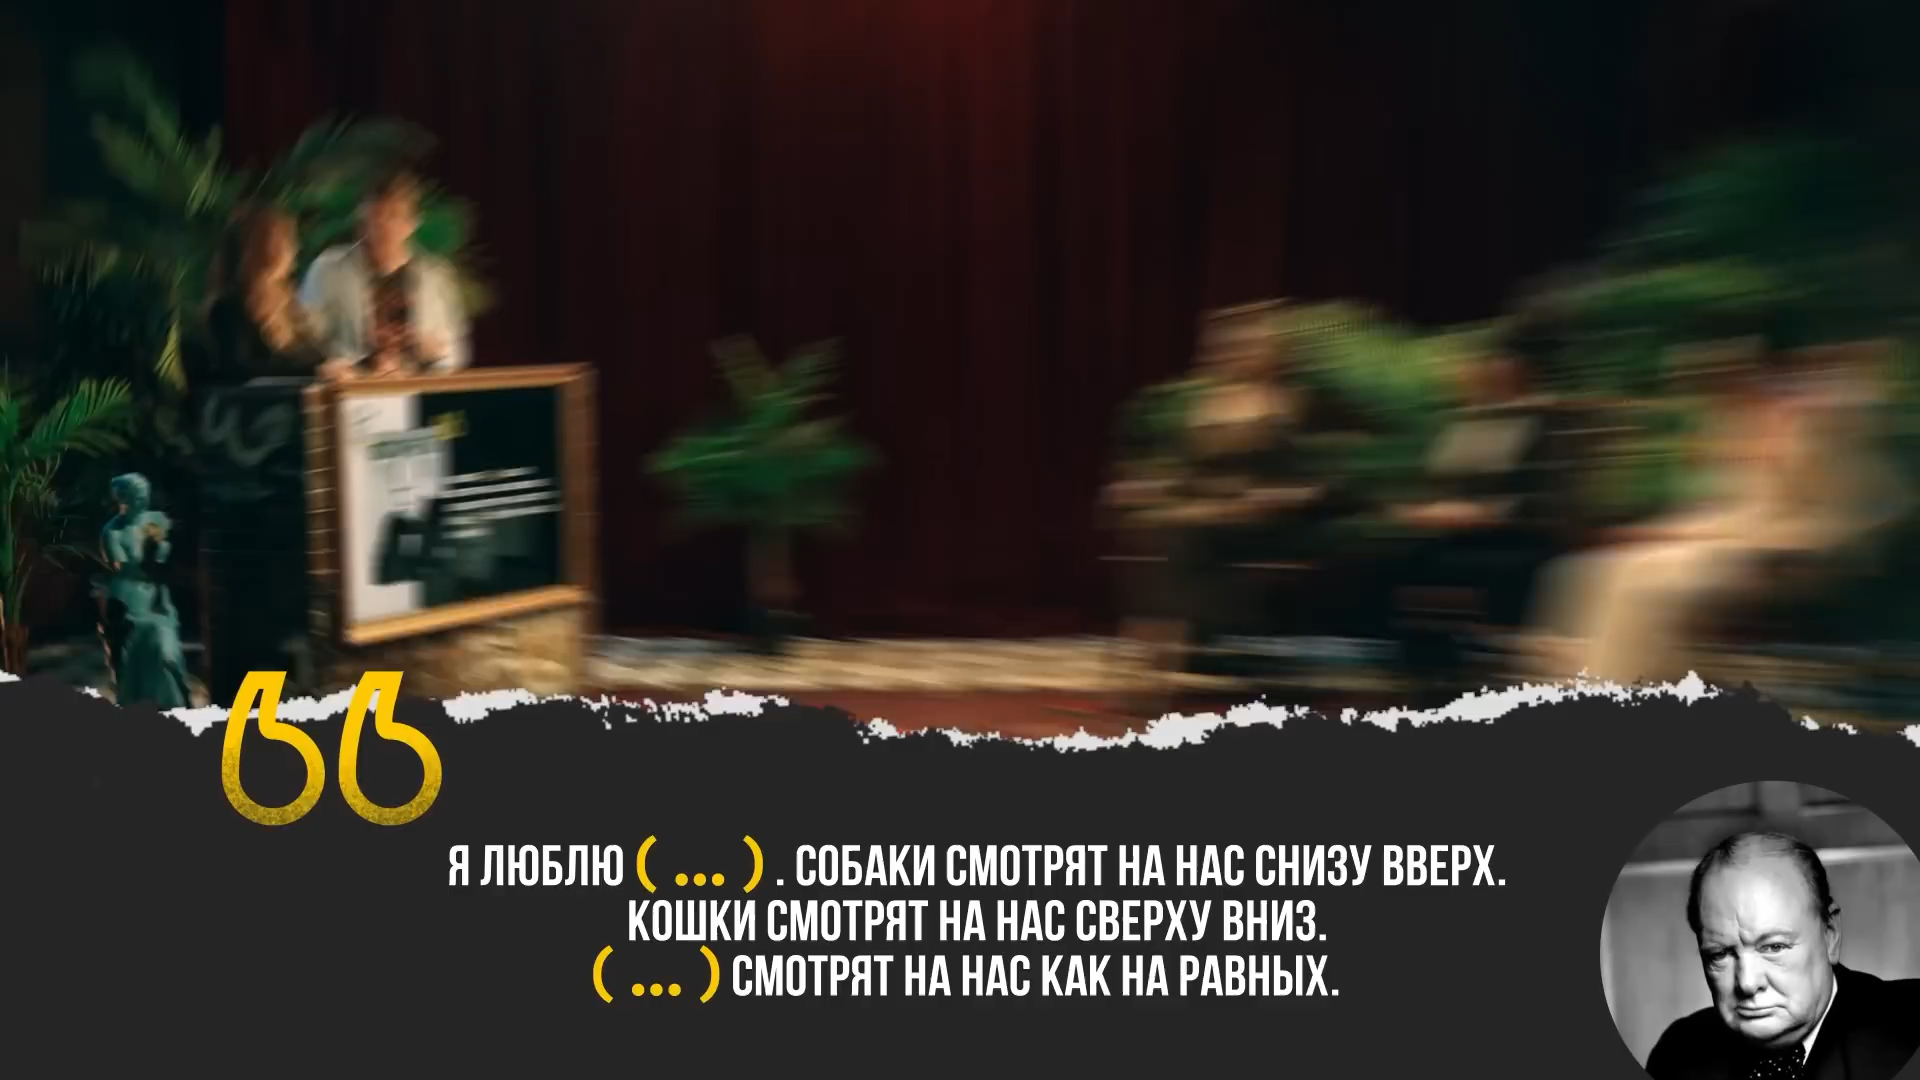 Я ЛЮБЛЮ ( ... ) . СОБАКИ СМОТРЯТ НА НАС СНИЗУ ВВЕРХ.
КОШКИ СМОТРЯТ НА НАС СВЕРХУ ВНИЗ.
( ... ) СМОТРЯТ НА НАС КАК НА РАВНЫХ.